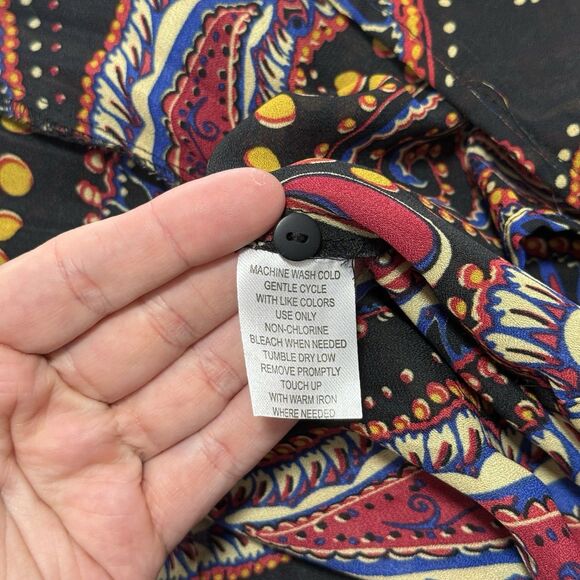 MACHINE WASH COLD
GENTLE CYCLE
WITH LIKE COLORS
USE ONLY
NON-CHLORINE
BLEACH WHEN NEEDED
TUMBLE DRY LOW
REMOVE PROMPTLY
TOUCH UP
WITH WARM IRON
WHERE NEEDED